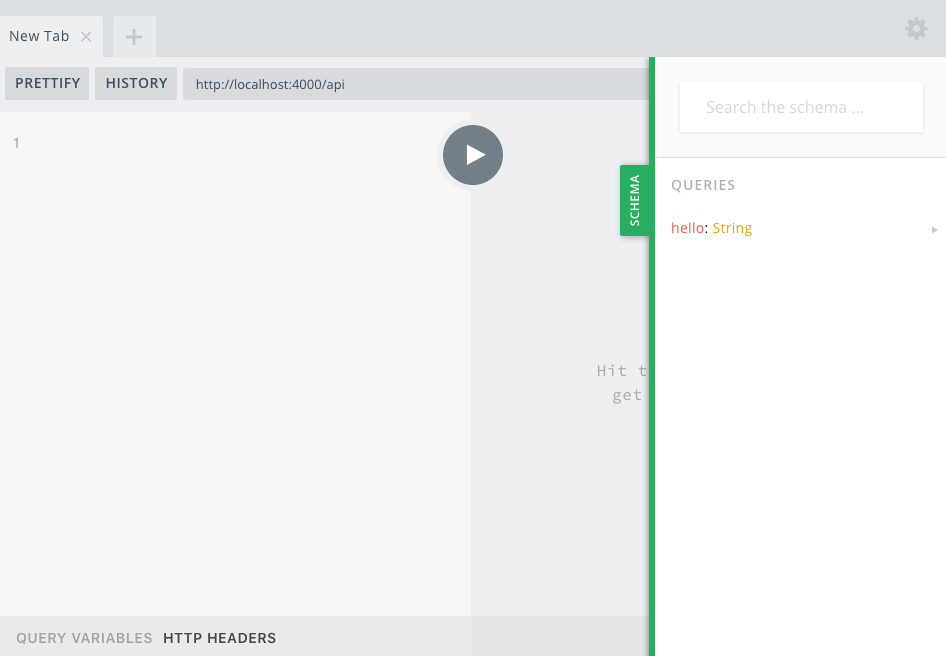 New Tab
PRETTIFY HISTORY http://localhost:4000/api
Search the schema ...
1
SCHEMA
QUERIES
hello: String
Hit t
get
QUERY VARIABLES HTTP HEADERS